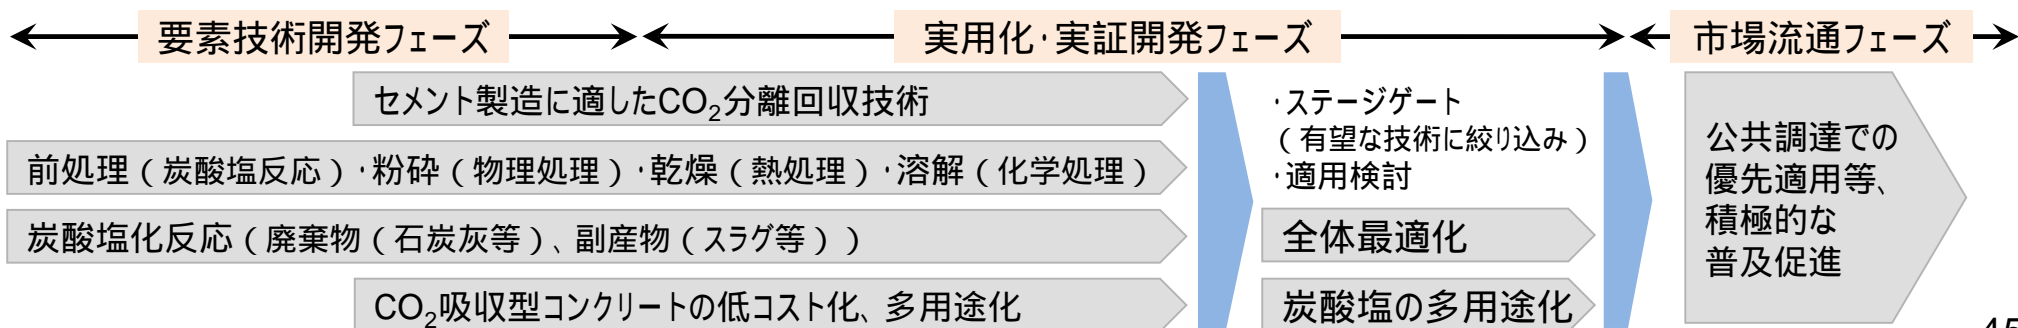 要素技術開発フェーズ
実用化・実証開発フェーズ
市場流通フェーズ
セメント製造に適したCO₂分離回収技術
前処理(炭酸塩反応)・粉砕(物理処理)・乾燥(熱処理)・溶解(化学処理)
炭酸塩化反応(廃棄物(石炭灰等)、副産物(スラグ等))
CO₂吸収型コンクリートの低コスト化、多用途化
・ステージゲート
(有望な技術に絞り込み)
・適用検討
全体最適化
炭酸塩の多用途化
公共調達での
優先適用等、
積極的な
普及促進
45